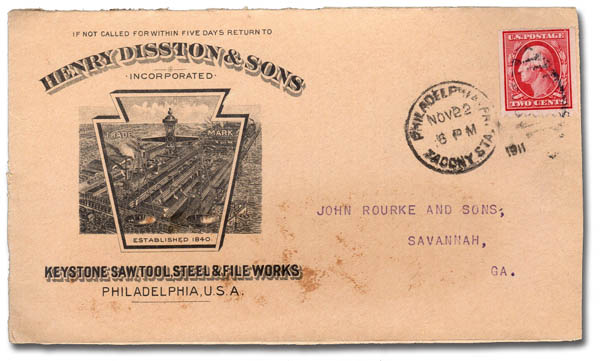 IF NOT CALLED FOR WITHIN FIVE DAYS RETURN TO
HENRY DISSTON & SONS
INCORPORATED
TRADE MARK
ESTABLISHED 1840.
KEYSTONE SAW, TOOL, STEEL & FILE WORKS
PHILADELPHIA, U.S.A.
U.S. POSTAGE
TWO CENTS
PHILADELPHIA, PA.
NOV 22
6 PM
TACONY STA.
1911
JOHN ROURKE AND SONS,
SAVANNAH,
GA.